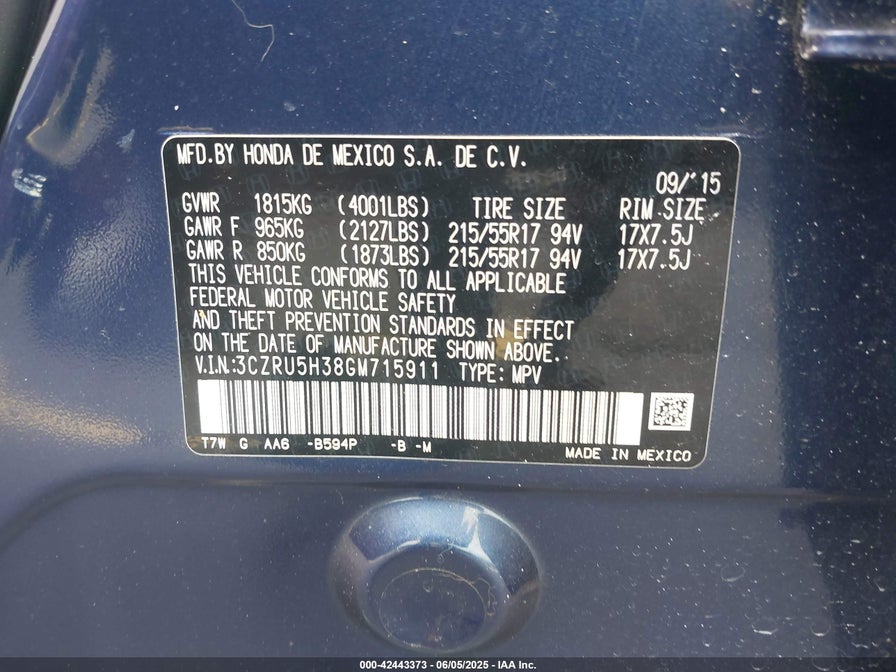 MFD.BY HONDA DE MEXICO S.A. DE C.V.
09/'15
GVWR 1815KG (4001LBS) TIRE SIZE RIM SIZE
GAWR F 965KG (2127LBS) 215/55R17 94V 17X7.5J
GAWR R 850KG (1873LBS) 215/55R17 94V 17X7.5J
THIS VEHICLE CONFORMS TO ALL APPLICABLE
FEDERAL MOTOR VEHICLE SAFETY
AND THEFT PREVENTION STANDARDS IN EFFECT
ON THE DATE OF MANUFACTURE SHOWN ABOVE.
V.I.N.:3CZRU5H38GM715911 TYPE: MPV
T7W G AA6 -B594P -B -M
MADE IN MEXICO
000-42443373 - 06/05/2025 - IAA Inc.